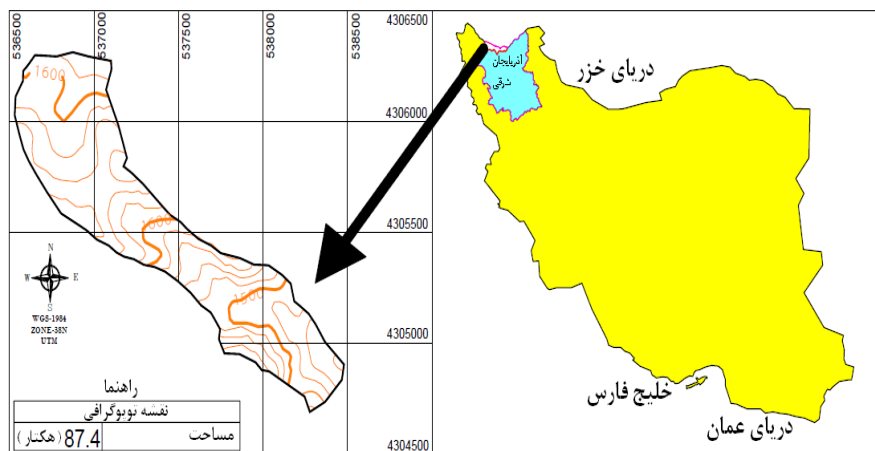 536500
537000
537500
538000
538500
4306500
4306000
4305500
4305000
4304500
1600
1600
1500
N
W E
S
WGS-1984
ZONE-38N
UTM
راهنما
نقشه توپوگرافی
مساحت 87.4 (هکتار)
آذربایجان
شرقی
دریای خزر
خلیج فارس
دریای عمان